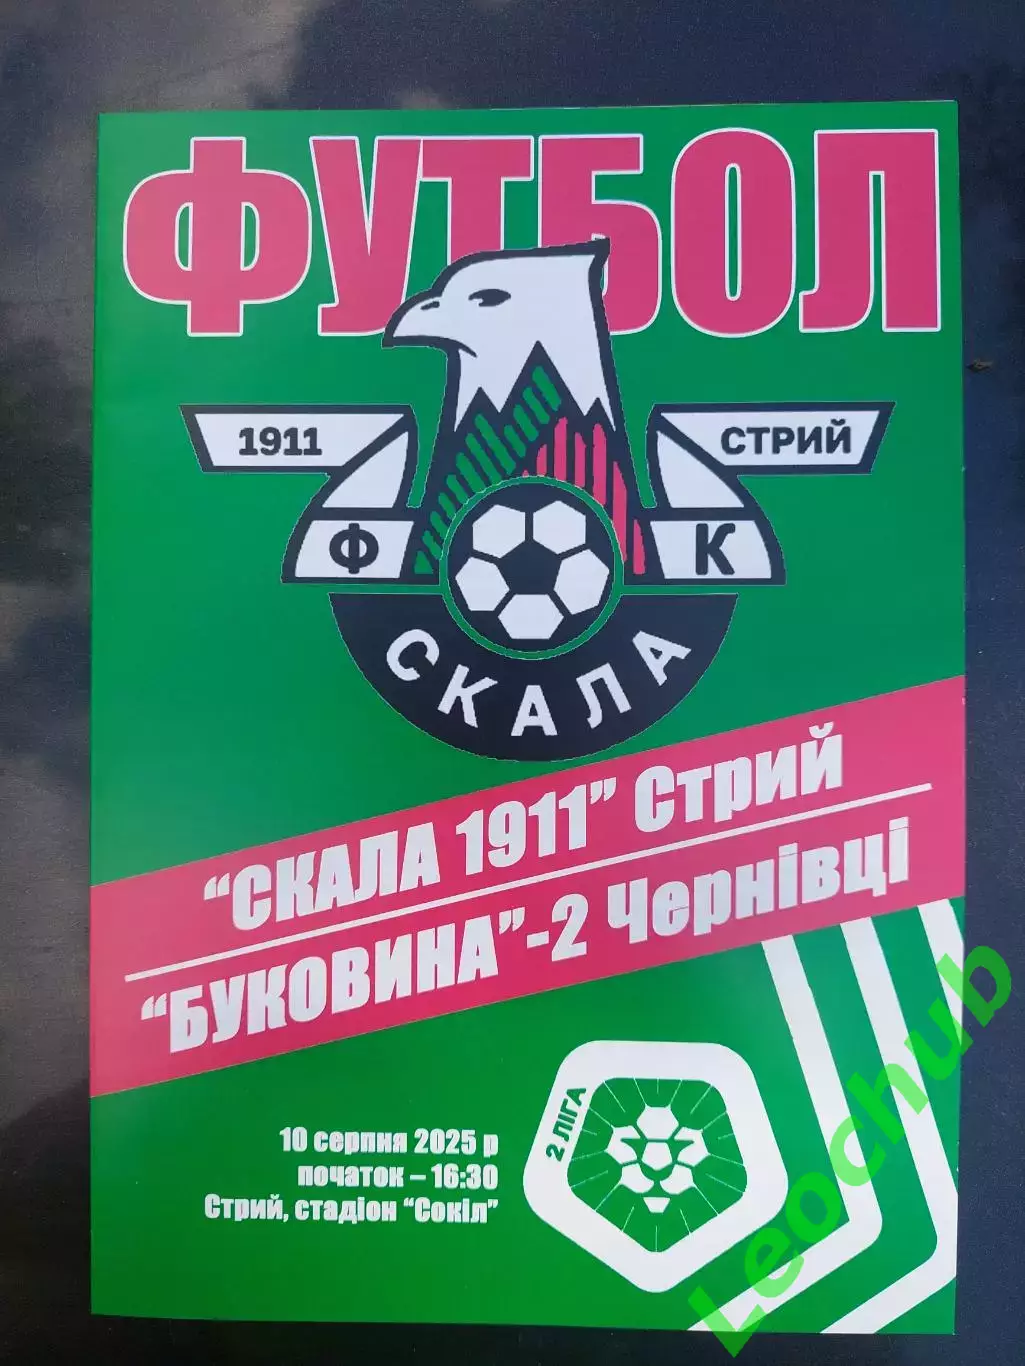 ФУТБОЛ
1911
СТРИЙ
Ф
К
СКАЛА
“СКАЛА 1911” Стрий
“БУКОВИНА”-2 Чернівці
10 серпня 2025 р
початок – 16:30
Стрий, стадіон “Сокіл”
2 ЛІГА
Leochub